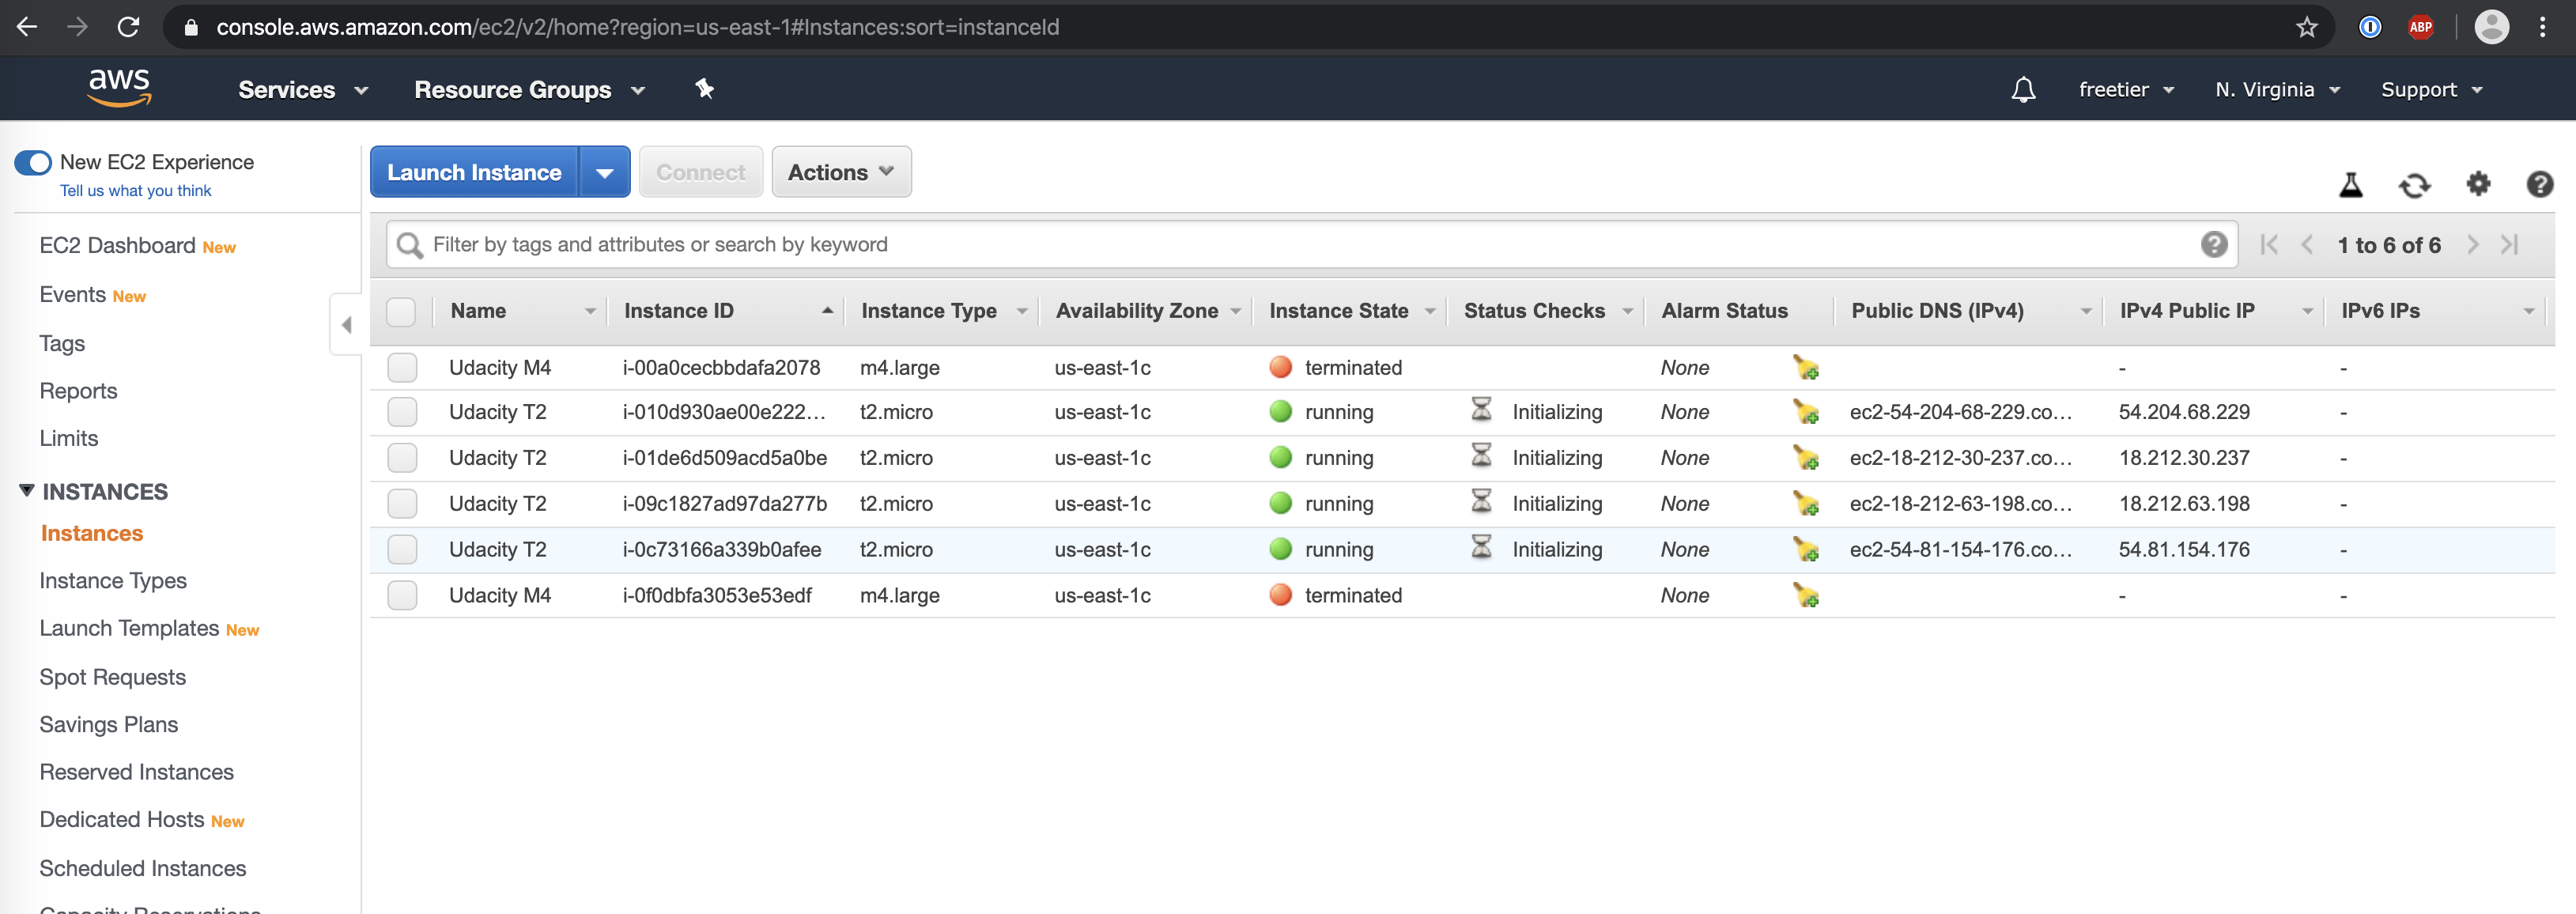 console.aws.amazon.com/ec2/v2/home?region=us-east-1#Instances:sort=instanceId
ABP
aws Services Resource Groups freetier N. Virginia Support
New EC2 Experience
Tell us what you think
EC2 Dashboard New
Events New
Tags
Reports
Limits
INSTANCES
Instances
Instance Types
Launch Templates New
Spot Requests
Savings Plans
Reserved Instances
Dedicated Hosts New
Scheduled Instances
Capacity Reservations
Launch Instance Connect Actions
Filter by tags and attributes or search by keyword 1 to 6 of 6
Name Instance ID Instance Type Availability Zone Instance State Status Checks Alarm Status Public DNS (IPv4) IPv4 Public IP IPv6 IPs
Udacity M4 i-00a0cecbbdafa2078 m4.large us-east-1c terminated None - -
Udacity T2 i-010d930ae00e222... t2.micro us-east-1c running Initializing None ec2-54-204-68-229.co... 54.204.68.229 -
Udacity T2 i-01de6d509acd5a0be t2.micro us-east-1c running Initializing None ec2-18-212-30-237.co... 18.212.30.237 -
Udacity T2 i-09c1827ad97da277b t2.micro us-east-1c running Initializing None ec2-18-212-63-198.co... 18.212.63.198 -
Udacity T2 i-0c73166a339b0afee t2.micro us-east-1c running Initializing None ec2-54-81-154-176.co... 54.81.154.176 -
Udacity M4 i-0f0dbfa3053e53edf m4.large us-east-1c terminated None - -